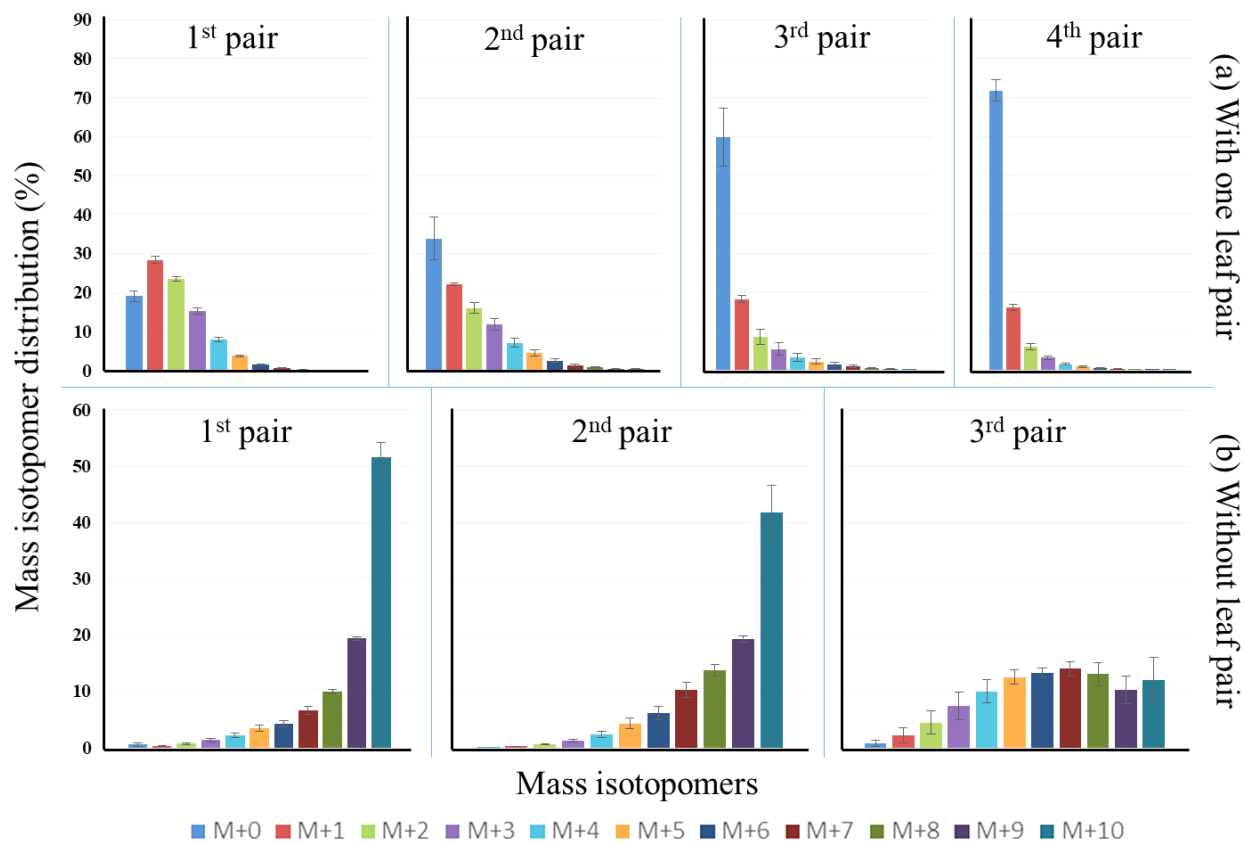 Mass isotopomer distribution (%)
90
80
70
60
50
40
30
20
10
0
1st pair
2nd pair
3rd pair
4th pair
(a) With one leaf pair
60
50
40
30
20
10
0
1st pair
2nd pair
3rd pair
(b) Without leaf pair
Mass isotopomers
M+0 M+1 M+2 M+3 M+4 M+5 M+6 M+7 M+8 M+9 M+10